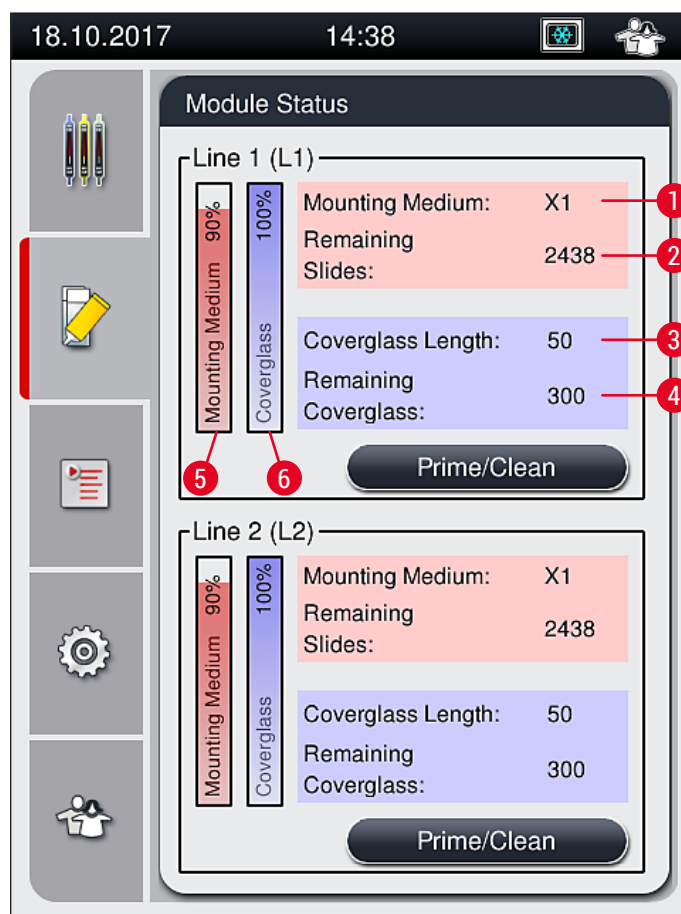 18.10.2017 14:38
Module Status
Line 1 (L1)
Mounting Medium 90%
Coverglass 100%
Mounting Medium: X1
1
Remaining
Slides: 2438
2
Coverglass Length: 50
3
Remaining
Coverglass: 300
4
5
6
Prime/Clean
Line 2 (L2)
Mounting Medium 90%
Coverglass 100%
Mounting Medium: X1
Remaining
Slides: 2438
Coverglass Length: 50
Remaining
Coverglass: 300
Prime/Clean